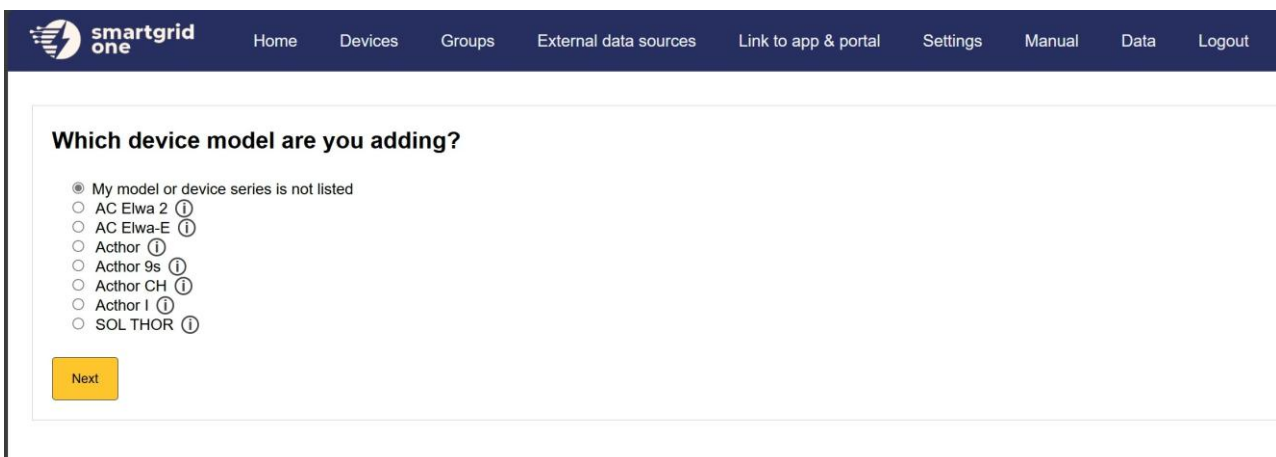 smartgrid
one
Home Devices Groups External data sources Link to app & portal Settings Manual Data Logout
Which device model are you adding?
My model or device series is not listed
AC Elwa 2 i
AC Elwa-E i
Acthor i
Acthor 9s i
Acthor CH i
Acthor I i
SOL THOR i
Next